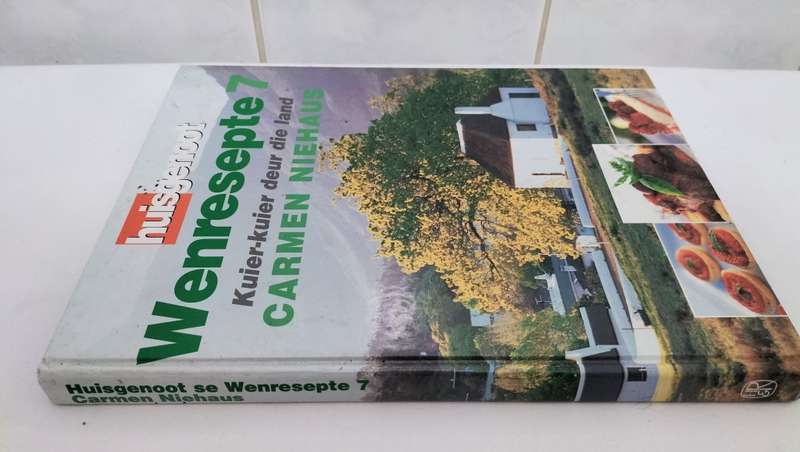 huisgenoot
Wenresepte 7
Kuier-kuier deur die land
CARMEN NIEHAUS
Huisgenoot se Wenresepte 7
Carmen Niehaus